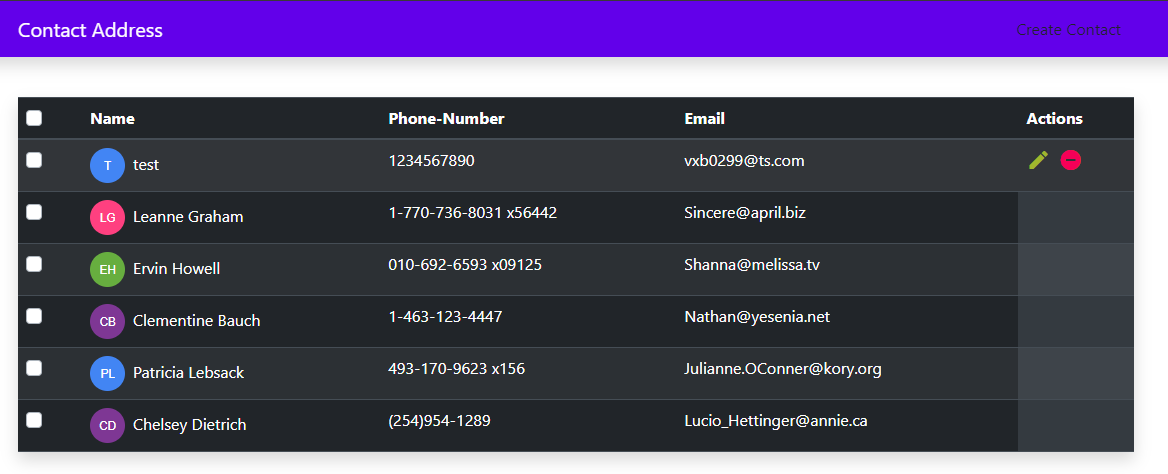 Contact Address Create Contact
Name Phone-Number Email Actions
T test 1234567890 vxb0299@ts.com
LG Leanne Graham 1-770-736-8031 x56442 Sincere@april.biz
EH Ervin Howell 010-692-6593 x09125 Shanna@melissa.tv
CB Clementine Bauch 1-463-123-4447 Nathan@yesenia.net
PL Patricia Lebsack 493-170-9623 x156 Julianne.OConner@kory.org
CD Chelsey Dietrich (254)954-1289 Lucio_Hettinger@annie.ca